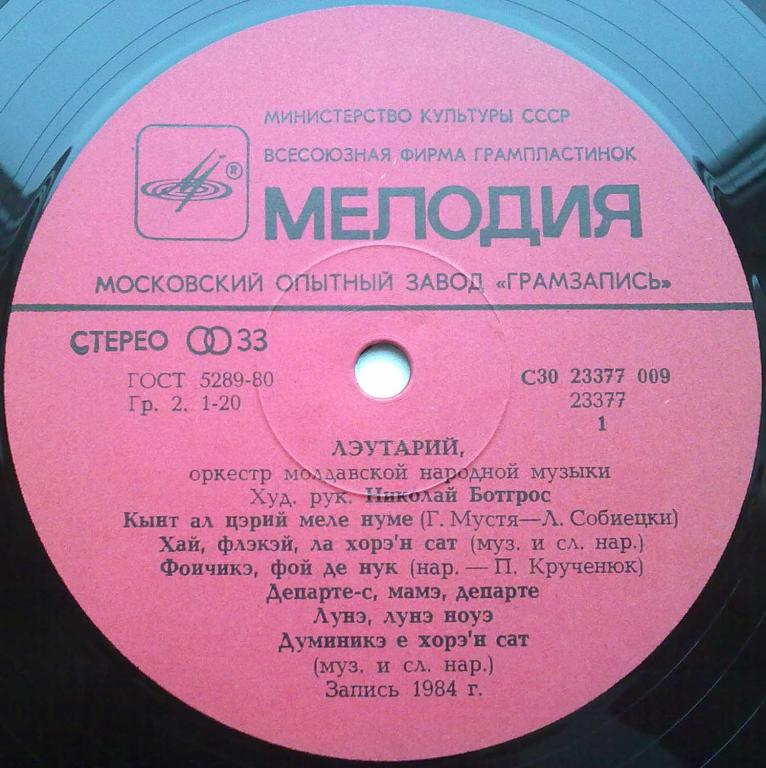 МИНИСТЕРСТВО КУЛЬТУРЫ СССР
ВСЕСОЮЗНАЯ ФИРМА ГРАМПЛАСТИНОК
®
МЕЛОДИЯ
МОСКОВСКИЙ ОПЫТНЫЙ ЗАВОД «ГРАМЗАПИСЬ»
СТЕРЕО 33
ГОСТ 5289-80
Гр. 2. 1-20
С30 23377 009
23377
1
ЛЭУТАРИЙ,
оркестр молдавской народной музыки
Худ. рук. Николай Ботгрос
Кынт ал цэрий меле нуме (Г. Мустя—Л. Собиецки)
Хай, флэкэй, ла хорэ'н сат (муз. и сл. нар.)
Фоичикэ, фой де нук (нар. — П. Крученюк)
Департе-с, мамэ, департе
Лунэ, лунэ ноуэ
Думиникэ е хорэ'н сат
(муз. и сл. нар.)
Запись 1984 г.